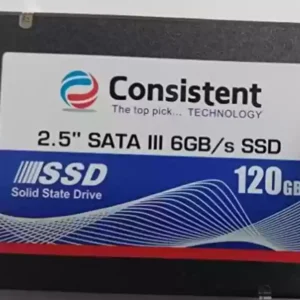 Consistent
The top pick... TECHNOLOGY
2.5" SATA III 6GB/s SSD
SSD 120GB
Solid State Drive